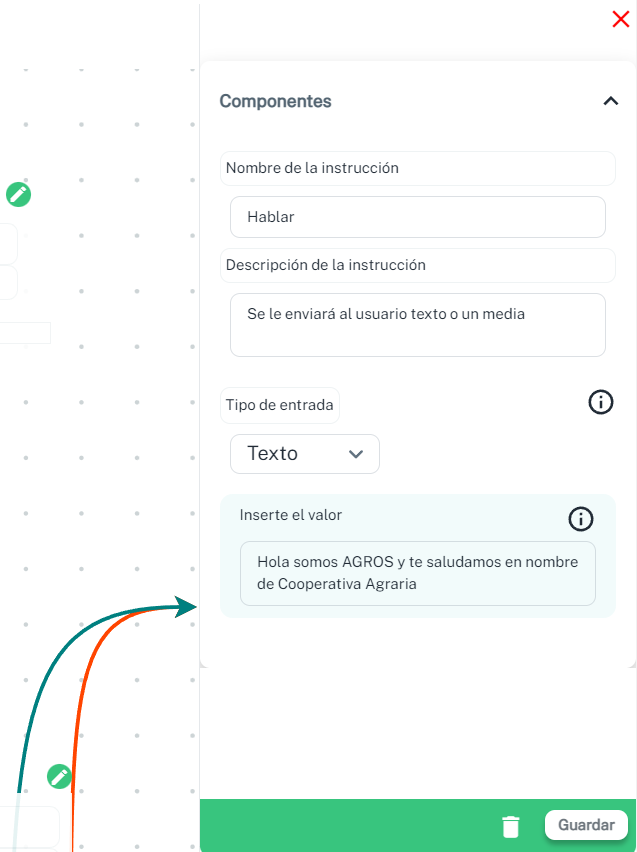 Componentes
Nombre de la instrucción
Hablar
Descripción de la instrucción
Se le enviará al usuario texto o un media
Tipo de entrada
Texto
Inserte el valor
Hola somos AGROS y te saludamos en nombre
de Cooperativa Agraria
Guardar